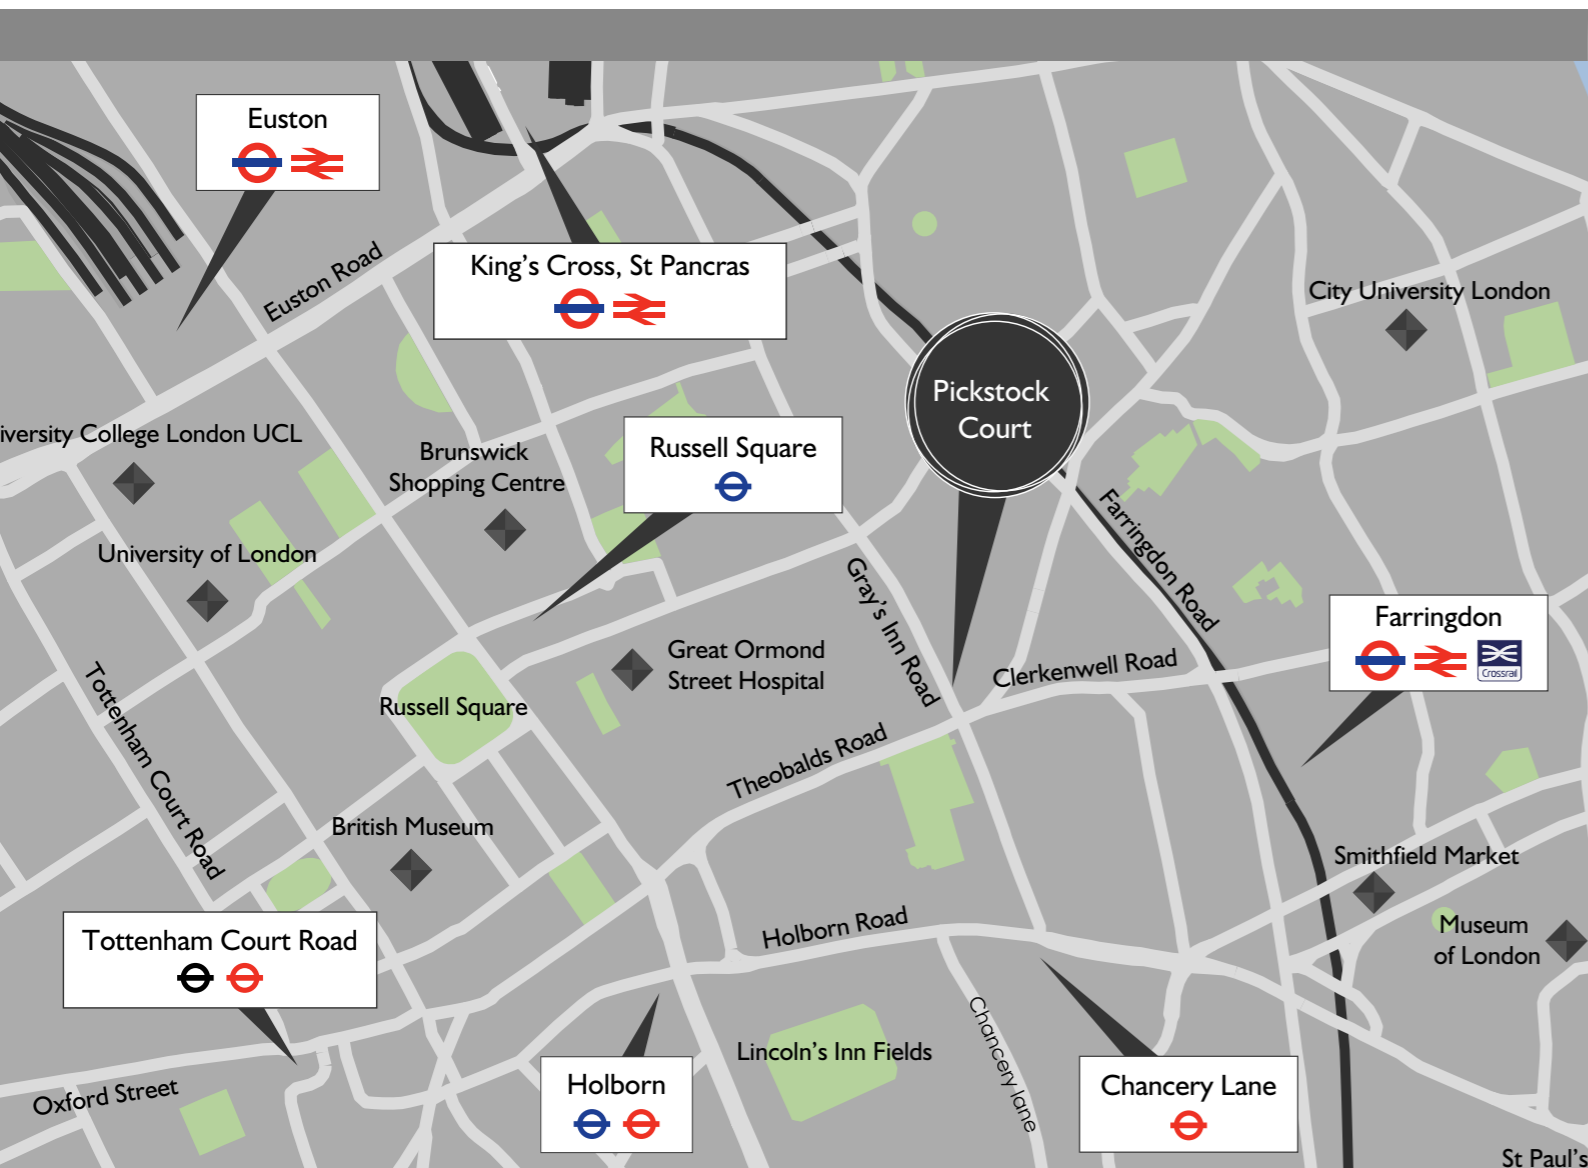 Euston
Euston Road
King's Cross, St Pancras
City University London
Pickstock
Court
iversity College London UCL
Brunswick
Shopping Centre
Russell Square
University of London
Farringdon Road
Gray's Inn Road
Farringdon
Crossrail
Great Ormond
Street Hospital
Clerkenwell Road
Russell Square
Tottenham Court Road
Theobalds Road
British Museum
Smithfield Market
Holborn Road
Museum
of London
Tottenham Court Road
Chancery lane
Lincoln's Inn Fields
Oxford Street
Holborn
Chancery Lane
St Paul's